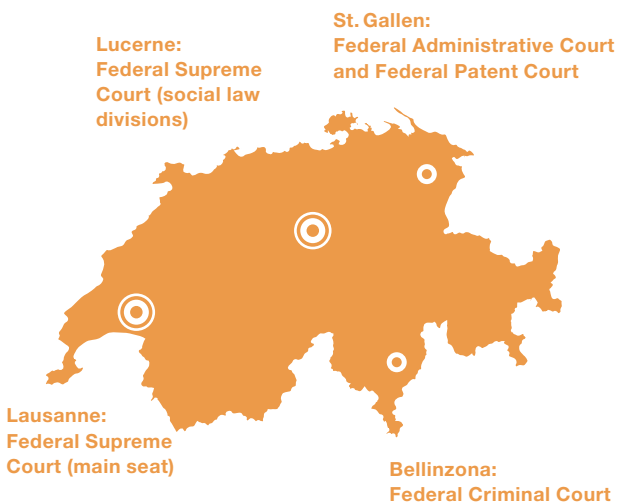 Lucerne:
Federal Supreme
Court (social law
divisions)
St. Gallen:
Federal Administrative Court
and Federal Patent Court
Lausanne:
Federal Supreme
Court (main seat)
Bellinzona:
Federal Criminal Court